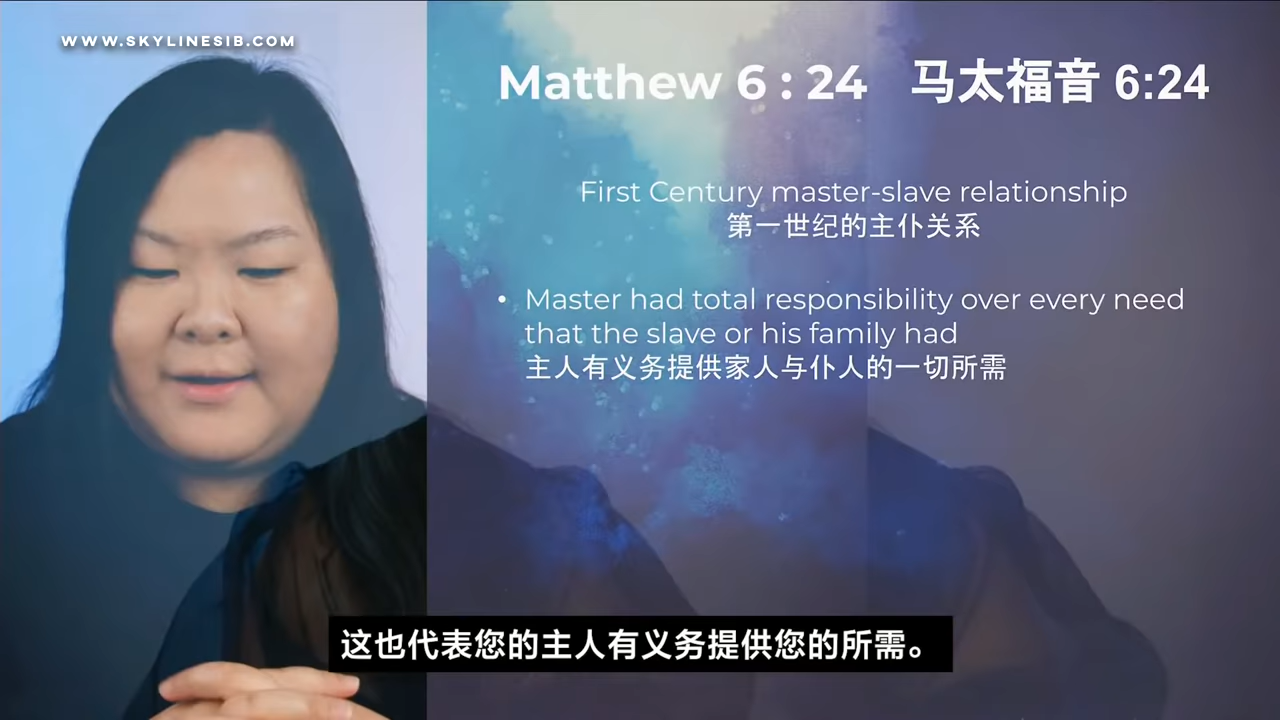 WWW.SKYLINESIB.COM
Matthew 6 : 24 马太福音 6:24
First Century master-slave relationship
第一世纪的主仆关系
• Master had total responsibility over every need
that the slave or his family had
主人有义务提供家人与仆人的一切所需
这也代表您的主人有义务提供您的所需。